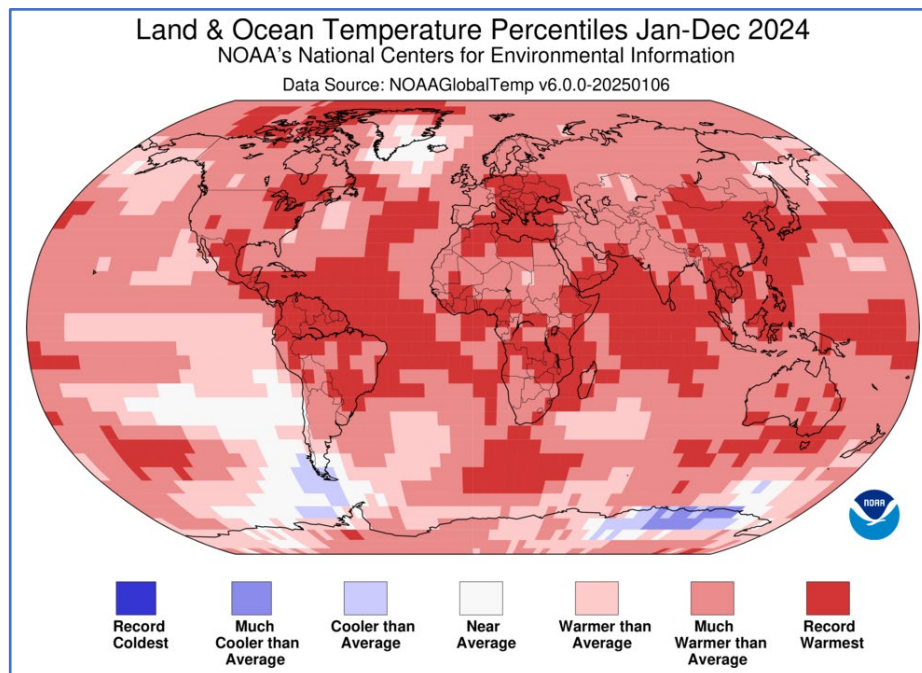 Land & Ocean Temperature Percentiles Jan-Dec 2024
NOAA's National Centers for Environmental Information
Data Source: NOAAGlobalTemp v6.0.0-20250106
NOAA
Record
Coldest
Much
Cooler than
Average
Cooler than
Average
Near
Average
Warmer than
Average
Much
Warmer than
Average
Record
Warmest